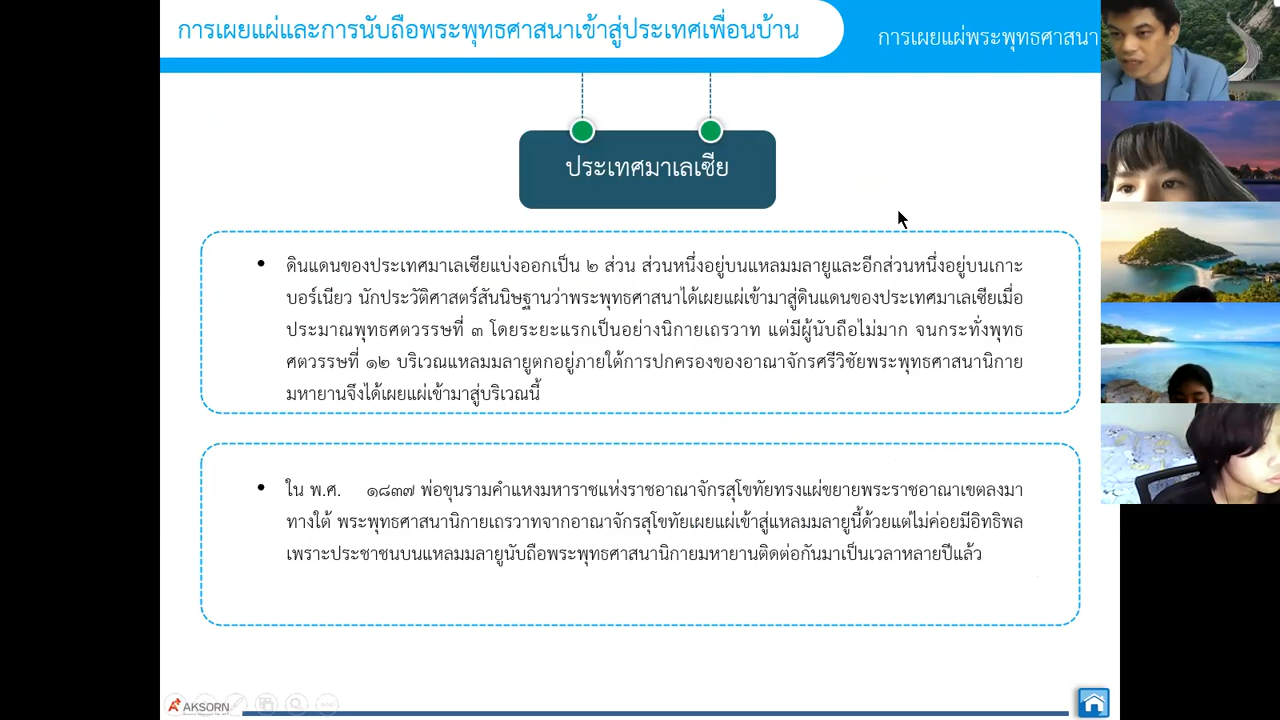 การเผยแผ่และการนับถือพระพุทธศาสนาเข้าสู่ประเทศเพื่อนบ้าน
การเผยแผ่พระพุทธศาสนา
ประเทศมาเลเซีย
• ดินแดนของประเทศมาเลเซียแบ่งออกเป็น ๒ ส่วน ส่วนหนึ่งอยู่บนแหลมมลายูและอีกส่วนหนึ่งอยู่บนเกาะ
บอร์เนียว นักประวัติศาสตร์สันนิษฐานว่าพระพุทธศาสนาได้เผยแผ่เข้ามาสู่ดินแดนของประเทศมาเลเซียเมื่อ
ประมาณพุทธศตวรรษที่ ๓ โดยระยะแรกเป็นอย่างนิกายเถรวาท แต่มีผู้นับถือไม่มาก จนกระทั่งพุทธ
ศตวรรษที่ ๑๒ บริเวณแหลมมลายูตกอยู่ภายใต้การปกครองของอาณาจักรศรีวิชัยพระพุทธศาสนานิกาย
มหายานจึงได้เผยแผ่เข้ามาสู่บริเวณนี้
• ใน พ.ศ. ๑๘๓๗ พ่อขุนรามคำแหงมหาราชแห่งราชอาณาจักรสุโขทัยทรงแผ่ขยายพระราชอาณาเขตลงมา
ทางใต้ พระพุทธศาสนานิกายเถรวาทจากอาณาจักรสุโขทัยเผยแผ่เข้าสู่แหลมมลายูนี้ด้วยแต่ไม่ค่อยมีอิทธิพล
เพราะประชาชนบนแหลมมลายูนับถือพระพุทธศาสนานิกายมหายานติดต่อกันมาเป็นเวลาหลายปีแล้ว
AKSORN